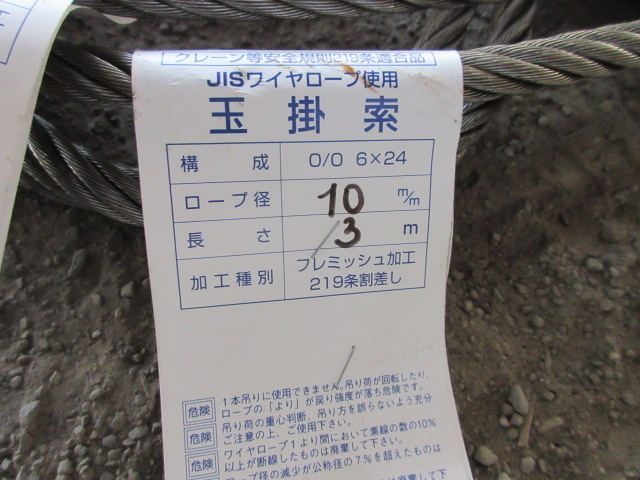 クレーン等安全規則219条適合品
JISワイヤロープ使用
玉掛索
構成 O/O 6×24
ロープ径 10 m/m
長さ 3 m
加工種別 フレミッシュ加工
219条割差し
危険 1本吊りに使用できません。吊り荷が回転したり、
ロープの「より」が戻り強度が落ち危険です。
危険 吊り荷の重心判断、吊り方を誤らないよう充分
ご注意の上、ご使用下さい。
危険 ワイヤロープ1より間において素線の数の10%
以上が断線したものは廃棄して下さい。
ロープ径の減少が公称径の7%を超えたものは
は廃棄して下